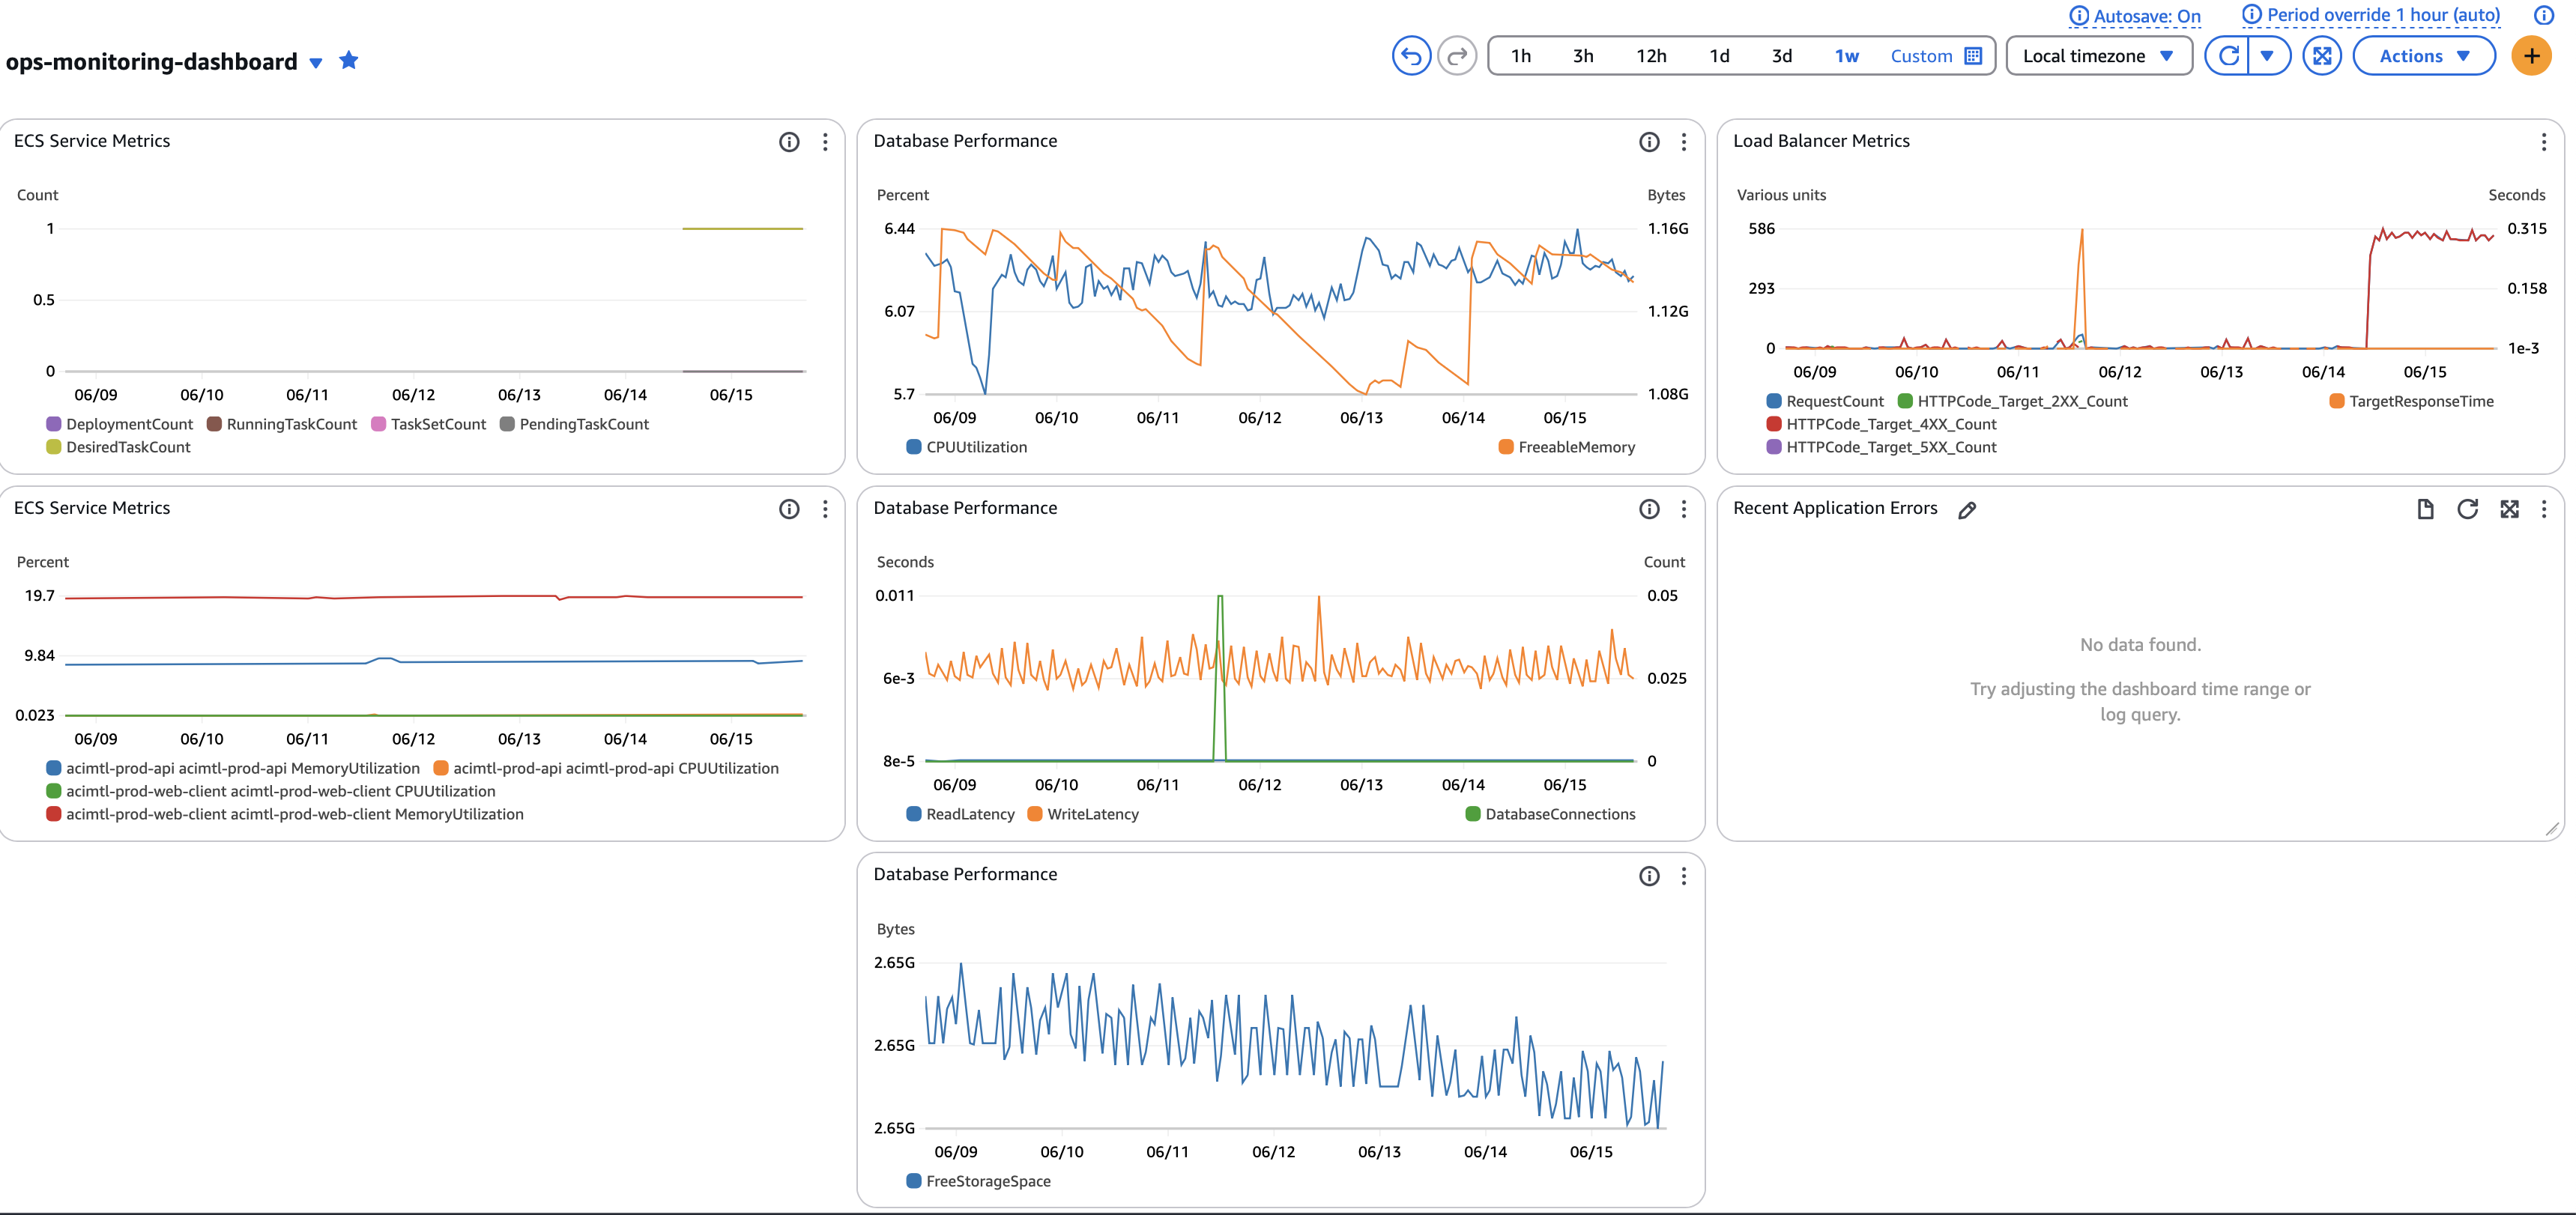 Autosave: On Period override 1 hour (auto)
ops-monitoring-dashboard
1h 3h 12h 1d 3d 1w Custom Local timezone Actions
ECS Service Metrics
Count
1
0.5
0
06/09 06/10 06/11 06/12 06/13 06/14 06/15
DeploymentCount RunningTaskCount TaskSetCount PendingTaskCount
DesiredTaskCount
Database Performance
Percent Bytes
6.44 1.16G
6.07 1.12G
5.7 1.08G
06/09 06/10 06/11 06/12 06/13 06/14 06/15
CPUUtilization FreeableMemory
Load Balancer Metrics
Various units Seconds
586 0.315
293 0.158
0 1e-3
06/09 06/10 06/11 06/12 06/13 06/14 06/15
RequestCount HTTPCode_Target_2XX_Count TargetResponseTime
HTTPCode_Target_4XX_Count
HTTPCode_Target_5XX_Count
ECS Service Metrics
Percent
19.7
9.84
0.023
06/09 06/10 06/11 06/12 06/13 06/14 06/15
acimtl-prod-api acimtl-prod-api MemoryUtilization acimtl-prod-api acimtl-prod-api CPUUtilization
acimtl-prod-web-client acimtl-prod-web-client CPUUtilization
acimtl-prod-web-client acimtl-prod-web-client MemoryUtilization
Database Performance
Seconds Count
0.011 0.05
6e-3 0.025
8e-5 0
06/09 06/10 06/11 06/12 06/13 06/14 06/15
ReadLatency WriteLatency DatabaseConnections
Recent Application Errors
No data found.
Try adjusting the dashboard time range or
log query.
Database Performance
Bytes
2.65G
2.65G
2.65G
06/09 06/10 06/11 06/12 06/13 06/14 06/15
FreeStorageSpace